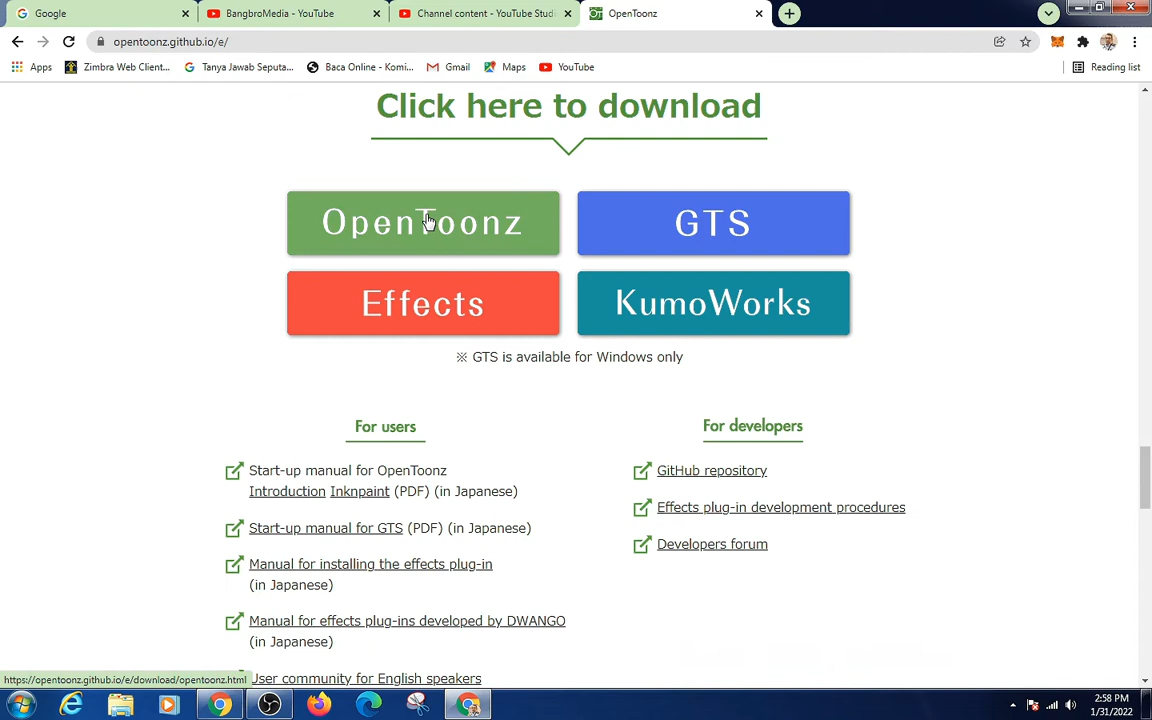 Google
BangbroMedia - YouTube
Channel content - YouTube Studi
OpenToonz
opentoonz.github.io/e/
Apps
Zimbra Web Client...
Tanya Jawab Seputa...
Baca Online - Komi...
Gmail
Maps
YouTube
Reading list
Click here to download
OpenToonz
GTS
Effects
KumoWorks
※ GTS is available for Windows only
For users
Start-up manual for OpenToonz
Introduction Inknpaint (PDF) (in Japanese)
Start-up manual for GTS (PDF) (in Japanese)
Manual for installing the effects plug-in
(in Japanese)
Manual for effects plug-ins developed by DWANGO
(in Japanese)
User community for English speakers
For developers
GitHub repository
Effects plug-in development procedures
Developers forum
https://opentoonz.github.io/e/download/opentoonz.html
2:58 PM
1/31/2022